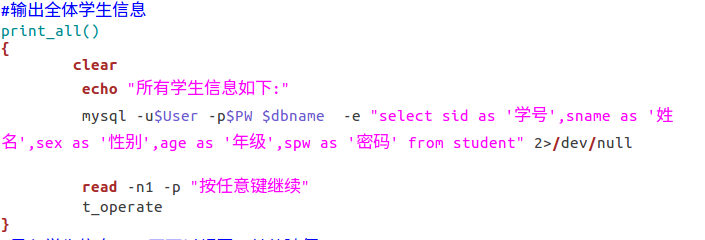 #输出全体学生信息
print_all()
{
clear
echo "所有学生信息如下:"
mysql -u$User -p$PW $dbname  -e "select sid as '学号',sname as '姓
名',sex as '性别',age as '年级',spw as '密码' from student" 2>/dev/null
read -n1 -p "按任意键继续"
t_operate
}